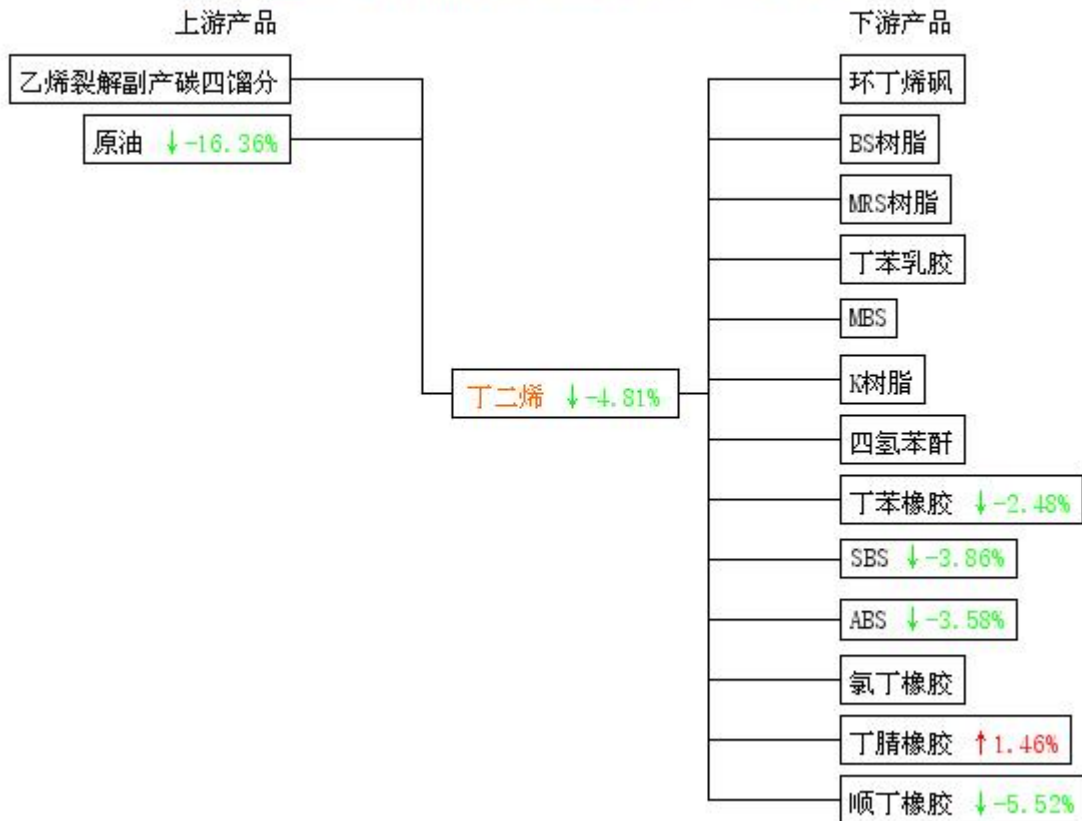 上游产品
下游产品
乙烯裂解副产碳四馏分
原油 ↓-16.36%
丁二烯 ↓-4.81%
环丁烯砜
BS树脂
MRS树脂
丁苯乳胶
MBS
K树脂
四氢苯酐
丁苯橡胶 ↓-2.48%
SBS ↓-3.86%
ABS ↓-3.58%
氯丁橡胶
丁腈橡胶 ↑1.46%
顺丁橡胶 ↓-5.52%